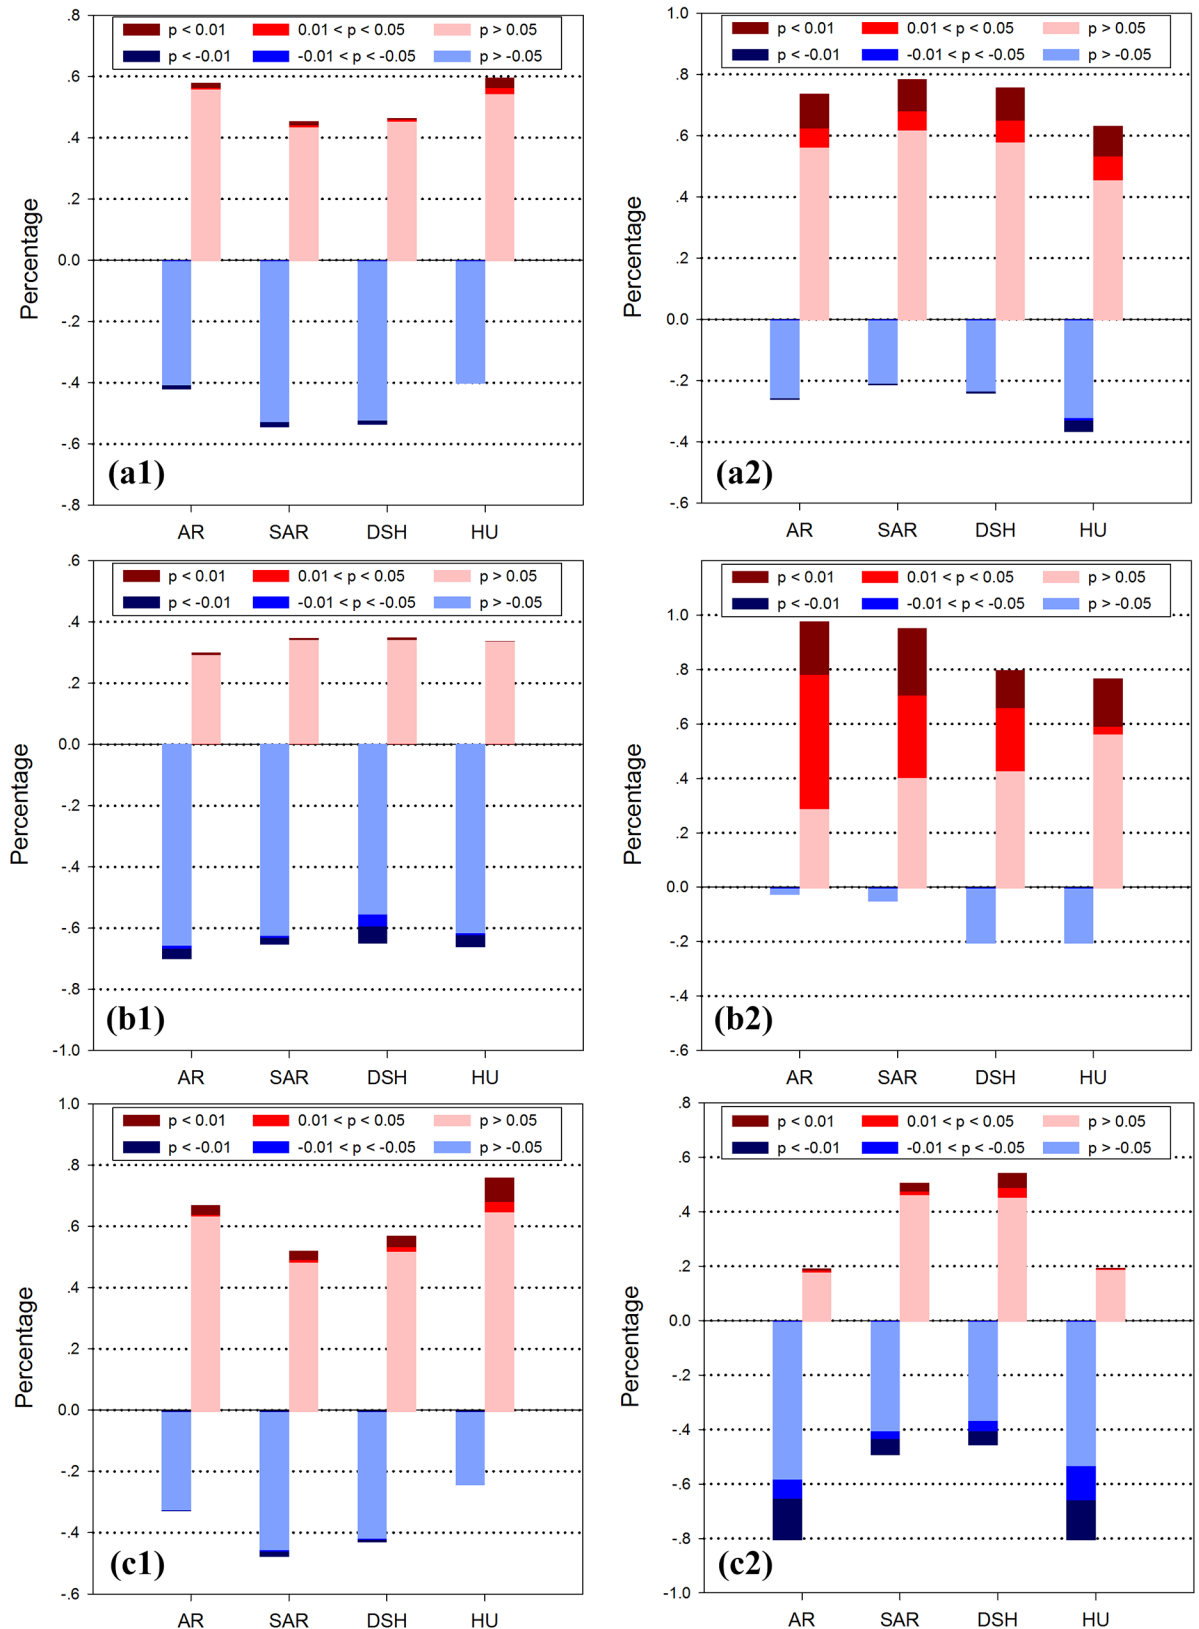 .8
p < 0.01 0.01 < p < 0.05 p > 0.05
p < -0.01 -0.01 < p < -0.05 p > -0.05
.6
.4
.2
0.0
-.2
-.4
-.6
-.8
Percentage
(a1)
AR SAR DSH HU
1.0
p < 0.01 0.01 < p < 0.05 p > 0.05
p < -0.01 -0.01 < p < -0.05 p > -0.05
.8
.6
.4
.2
0.0
-.2
-.4
-.6
Percentage
(a2)
AR SAR DSH HU
.6
p < 0.01 0.01 < p < 0.05 p > 0.05
p < -0.01 -0.01 < p < -0.05 p > -0.05
.4
.2
0.0
-.2
-.4
-.6
-.8
-1.0
Percentage
(b1)
AR SAR DSH HU
p < 0.01 0.01 < p < 0.05 p > 0.05
p < -0.01 -0.01 < p < -0.05 p > -0.05
1.0
.8
.6
.4
.2
0.0
-.2
-.4
-.6
Percentage
(b2)
AR SAR DSH HU
1.0
p < 0.01 0.01 < p < 0.05 p > 0.05
p < -0.01 -0.01 < p < -0.05 p > -0.05
.8
.6
.4
.2
0.0
-.2
-.4
-.6
Percentage
(c1)
AR SAR DSH HU
.8
p < 0.01 0.01 < p < 0.05 p > 0.05
p < -0.01 -0.01 < p < -0.05 p > -0.05
.6
.4
.2
0.0
-.2
-.4
-.6
-.8
-1.0
Percentage
(c2)
AR SAR DSH HU